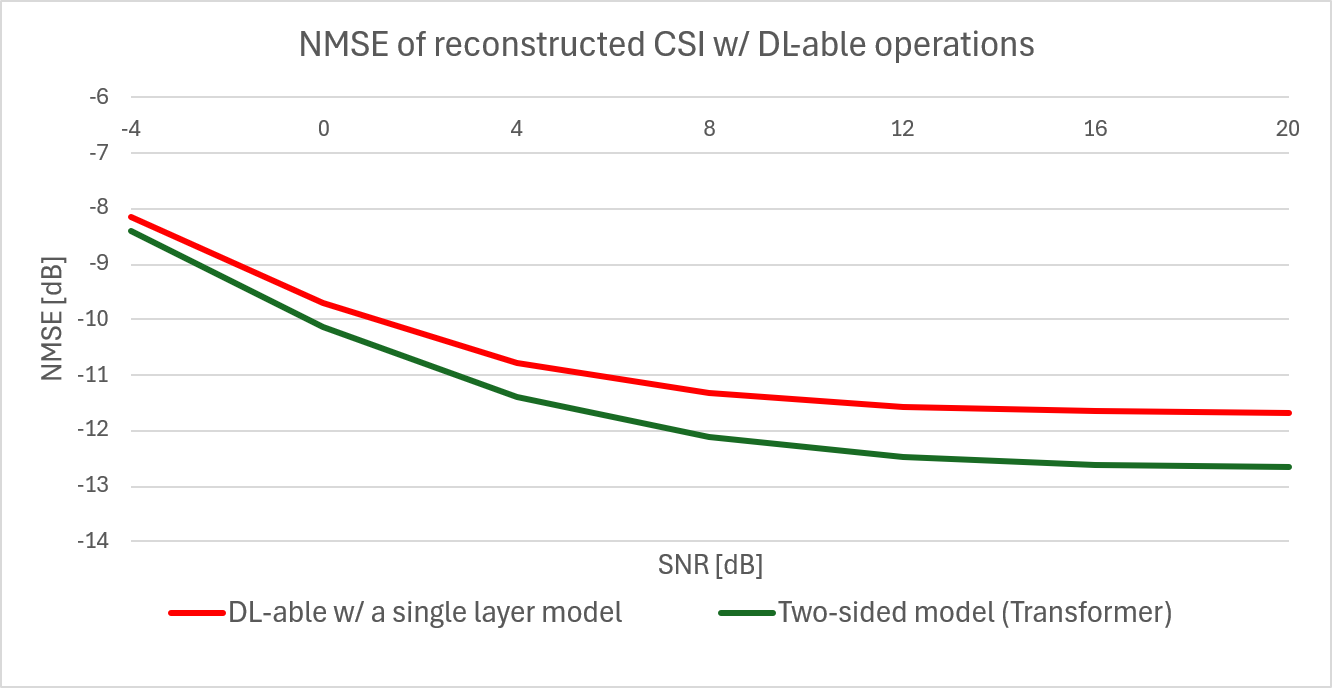 NMSE of reconstructed CSI w/ DL-able operations
-6
-4 0 4 8 12 16 20
-7
-8
-9
-10
-11
-12
-13
-14
NMSE [dB]
SNR [dB]
DL-able w/ a single layer model
Two-sided model (Transformer)